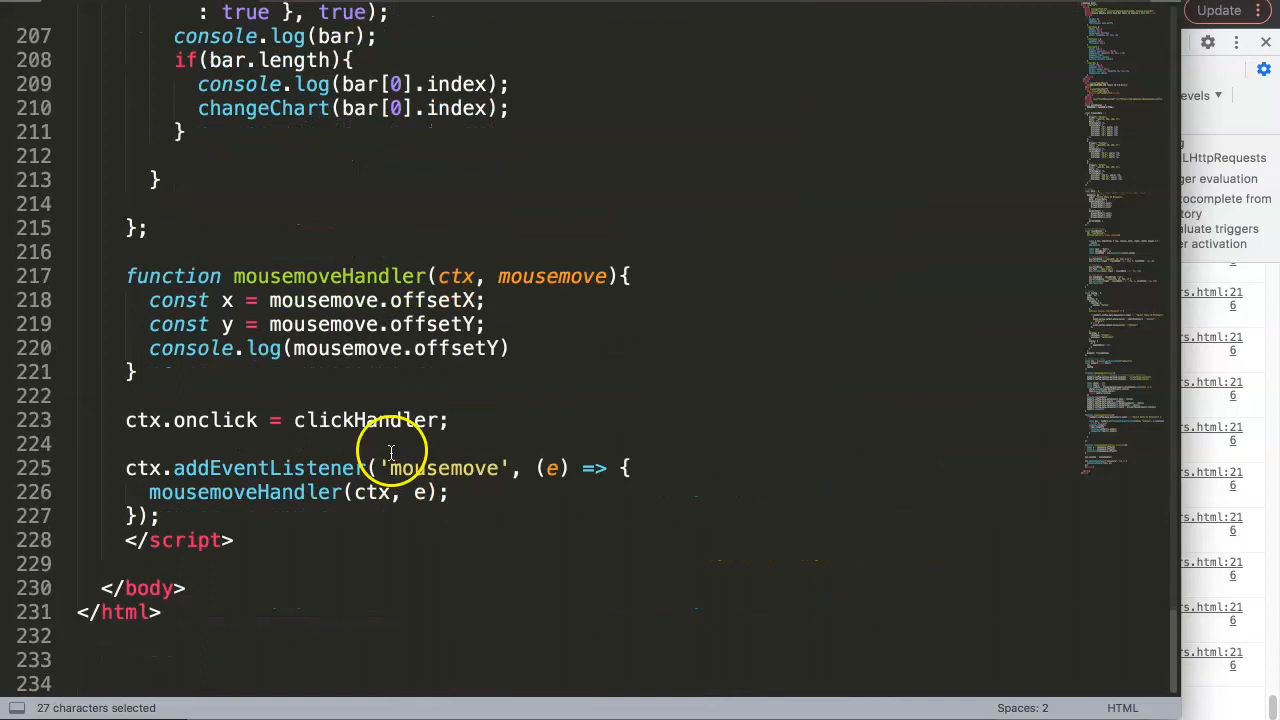 : true }, true);
207 console.log(bar);
208 if(bar.length){
209 console.log(bar[0].index);
210 changeChart(bar[0].index);
211 }
212
213 }
214
215 };
216
217 function mousemoveHandler(ctx, mousemove){
218 const x = mousemove.offsetX;
219 const y = mousemove.offsetY;
220 console.log(mousemove.offsetY)
221 }
222
223 ctx.onclick = clickHandler;
224
225 ctx.addEventListener('mousemove', (e) => {
226 mousemoveHandler(ctx, e);
227 });
228 </script>
229
230 </body>
231 </html>
232
233
234
27 characters selected
Spaces: 2
HTML
Update
evels
LHttpRequests
ger evaluation
tocomplete from
tory
aluate triggers
er activation
rs.html:21
6
rs.html:21
6
rs.html:21
6
rs.html:21
6
rs.html:21
6
rs.html:21
6
rs.html:21
6
rs.html:21
6
rs.html:21
6